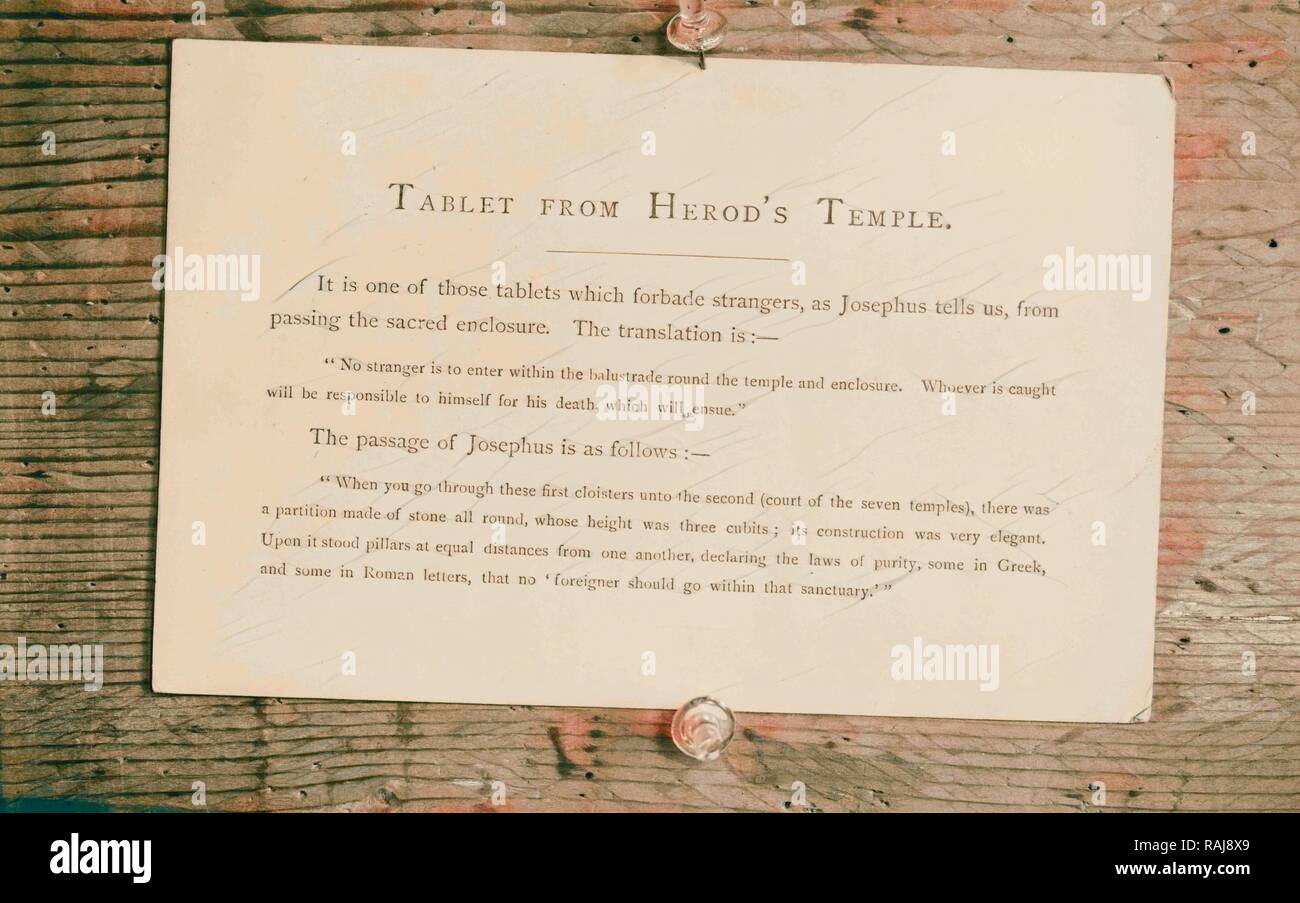 TABLET FROM HEROD'S TEMPLE.
It is one of those tablets which forbade strangers, as Josephus tells us, from
passing the sacred enclosure. The translation is :—
“ No stranger is to enter within the balustrade round the temple and enclosure. Whoever is caught
will be responsible to himself for his death, which will ensue.”
The passage of Josephus is as follows :—
“ When you go through these first cloisters unto the second (court of the seven temples), there was
a partition made of stone all round, whose height was three cubits ; its construction was very elegant.
Upon it stood pillars at equal distances from one another, declaring the laws of purity, some in Greek,
and some in Roman letters, that no ‘ foreigner should go within that sanctuary.’ ”
alamy
alamy
alamy
alamy
alamy
a alamy
Image ID: RAJ8X9
www.alamy.com